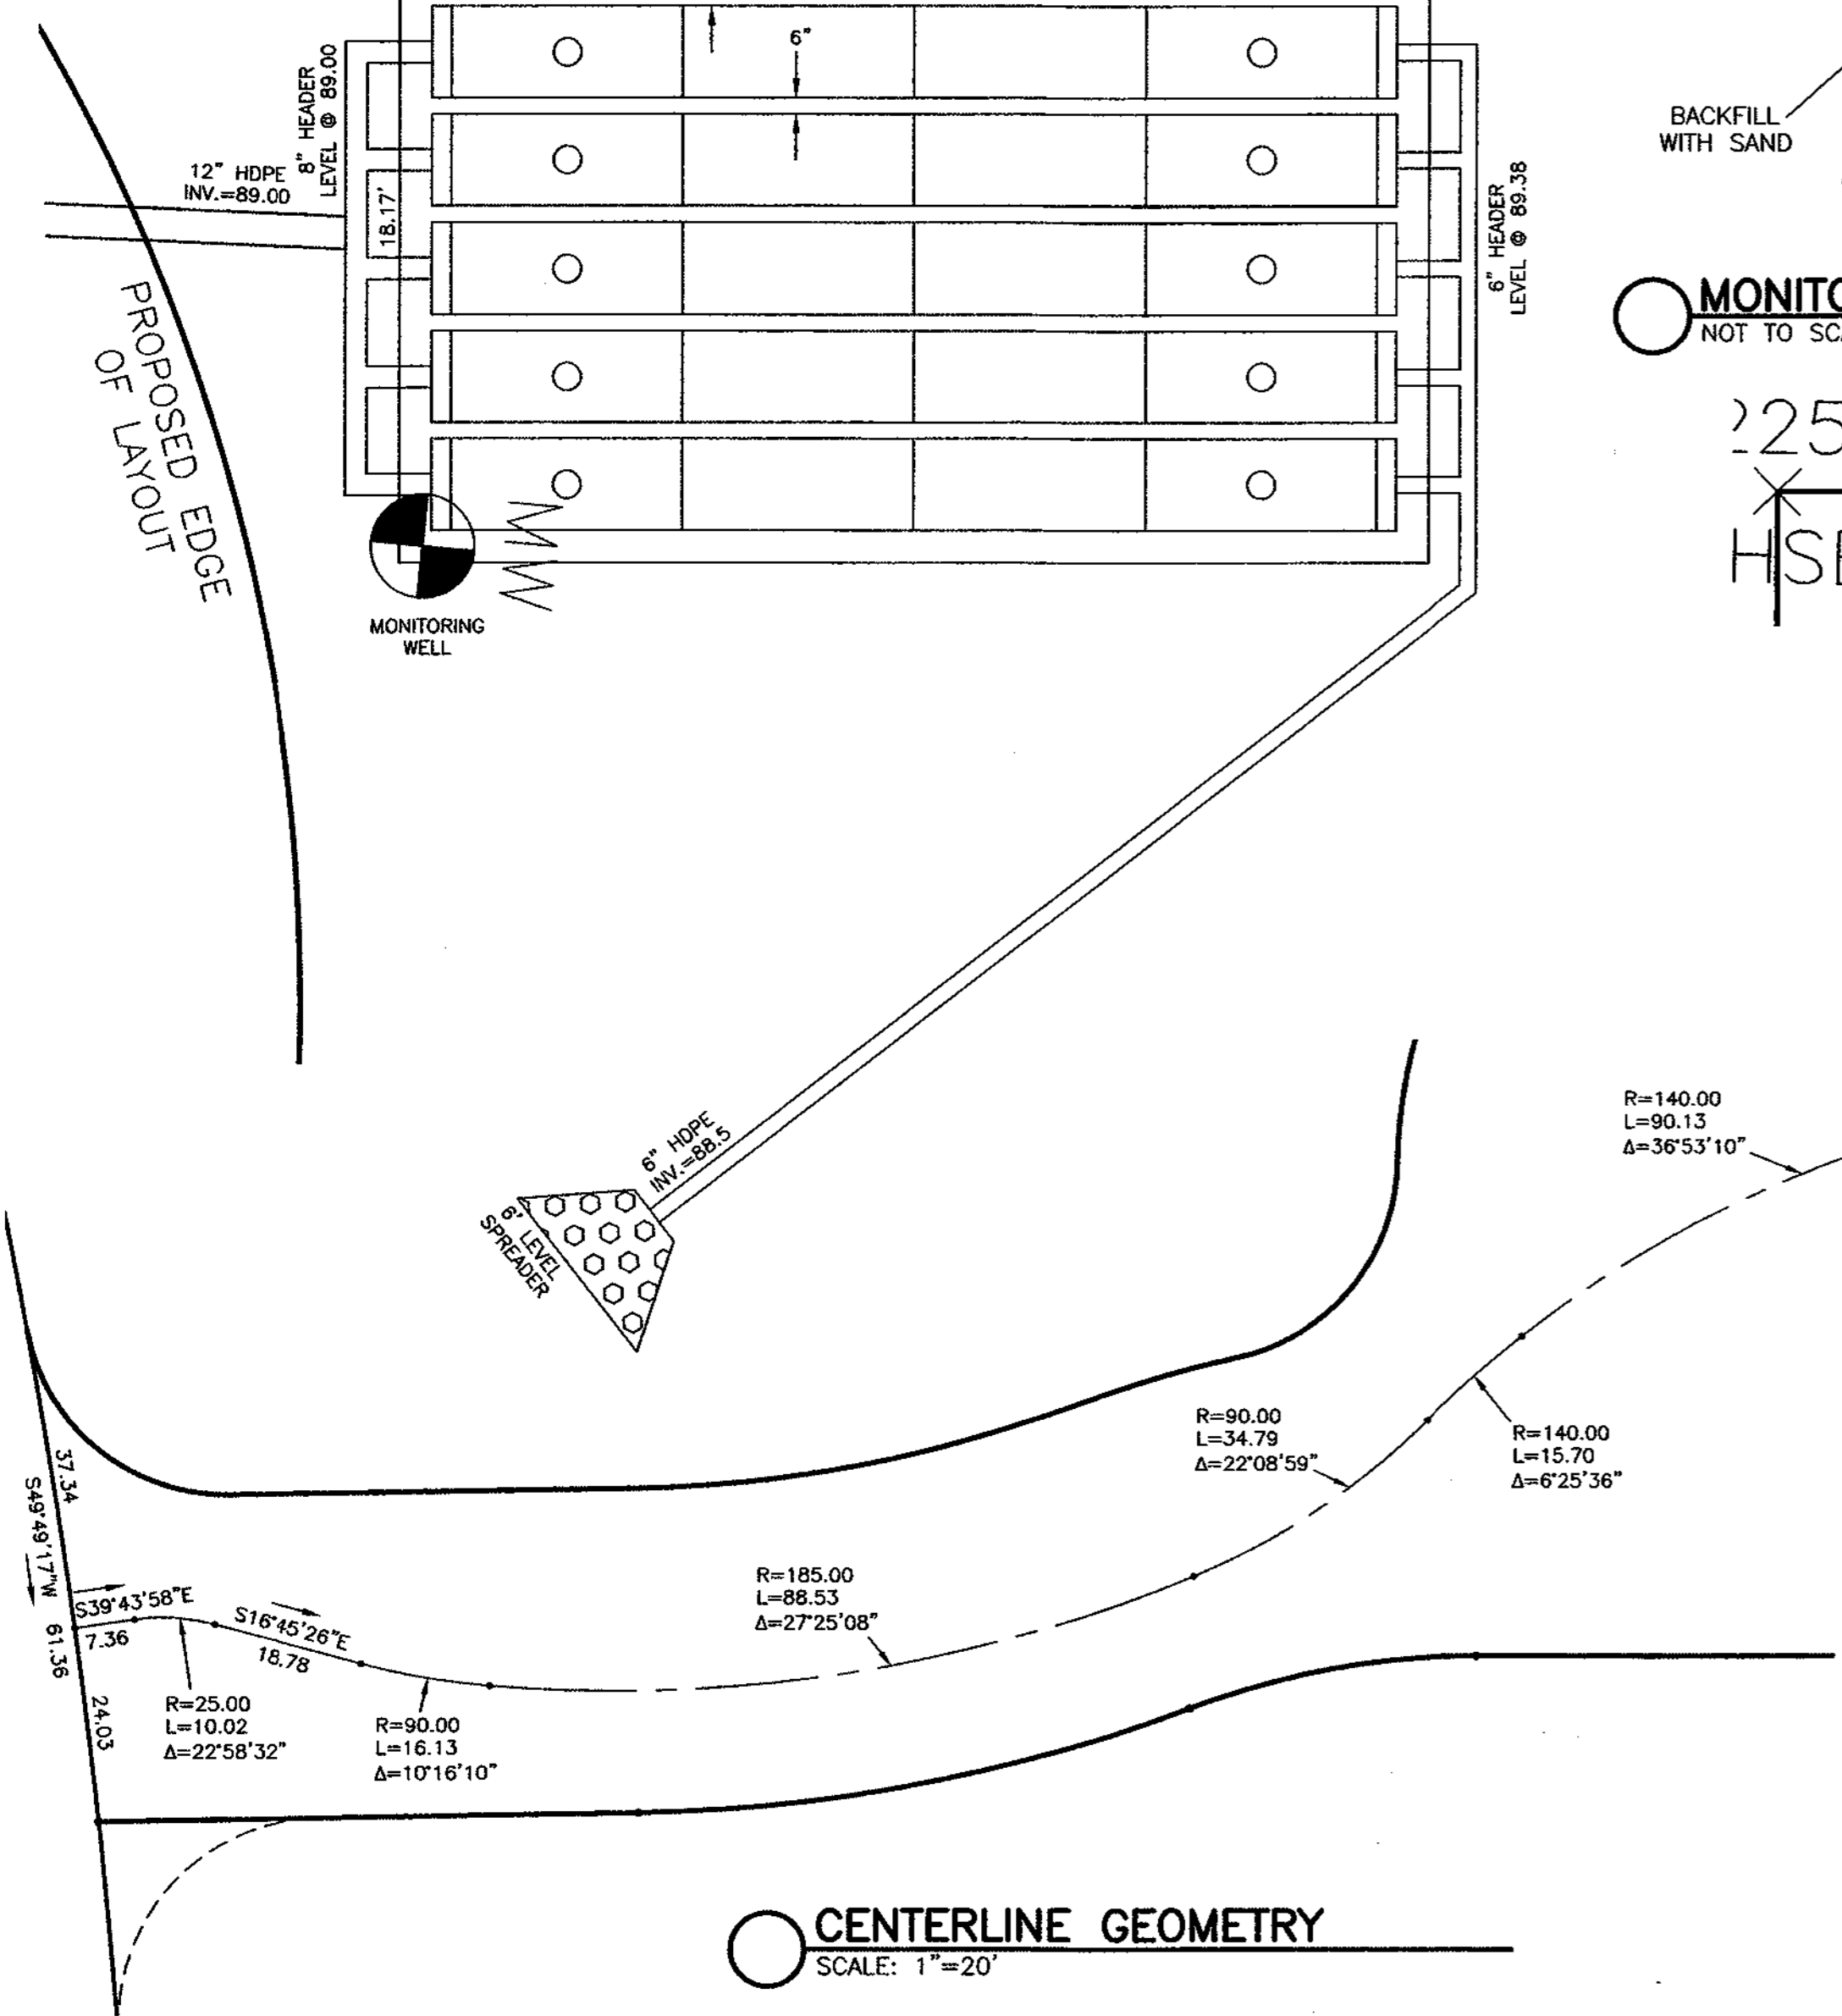 6"
8" HEADER
LEVEL @ 89.00
12" HDPE
INV.=89.00
18.17'
6" HEADER
LEVEL @ 89.38
BACKFILL
WITH SAND
PROPOSED EDGE
OF LAYOUT
NOT TO
225
MW
MONITORING
WELL
6" HDPE
INV.=88.5
6' LEVEL
SPREADER
R=140.00
L=90.13
Δ=36°53'10"
R=90.00
L=34.79
Δ=22°08'59"
R=140.00
L=15.70
Δ=6°25'36"
37.34
S49°49'17"W 61.36
S39°43'58"E
7.36
S16°45'26"E
18.78
24.03
R=185.00
L=88.53
Δ=27°25'08"
R=25.00
L=10.02
Δ=22°58'32"
R=90.00
L=16.13
Δ=10°16'10"
CENTERLINE GEOMETRY
SCALE: 1"=20'